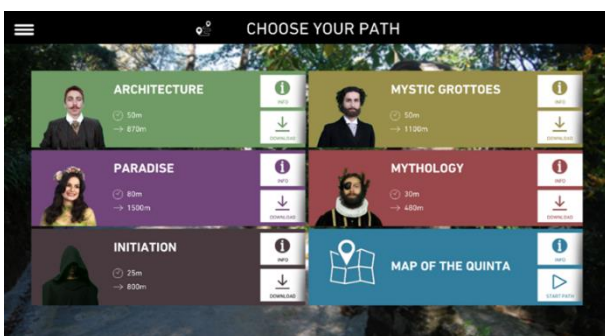 CHOOSE YOUR PATH
ARCHITECTURE
50m
870m
INFO
DOWNLOAD
MYSTIC GROTTOES
50m
1100m
INFO
DOWNLOAD
PARADISE
80m
1500m
INFO
DOWNLOAD
MYTHOLOGY
30m
480m
INFO
DOWNLOAD
INITIATION
25m
800m
INFO
DOWNLOAD
MAP OF THE QUINTA
INFO
START PATH